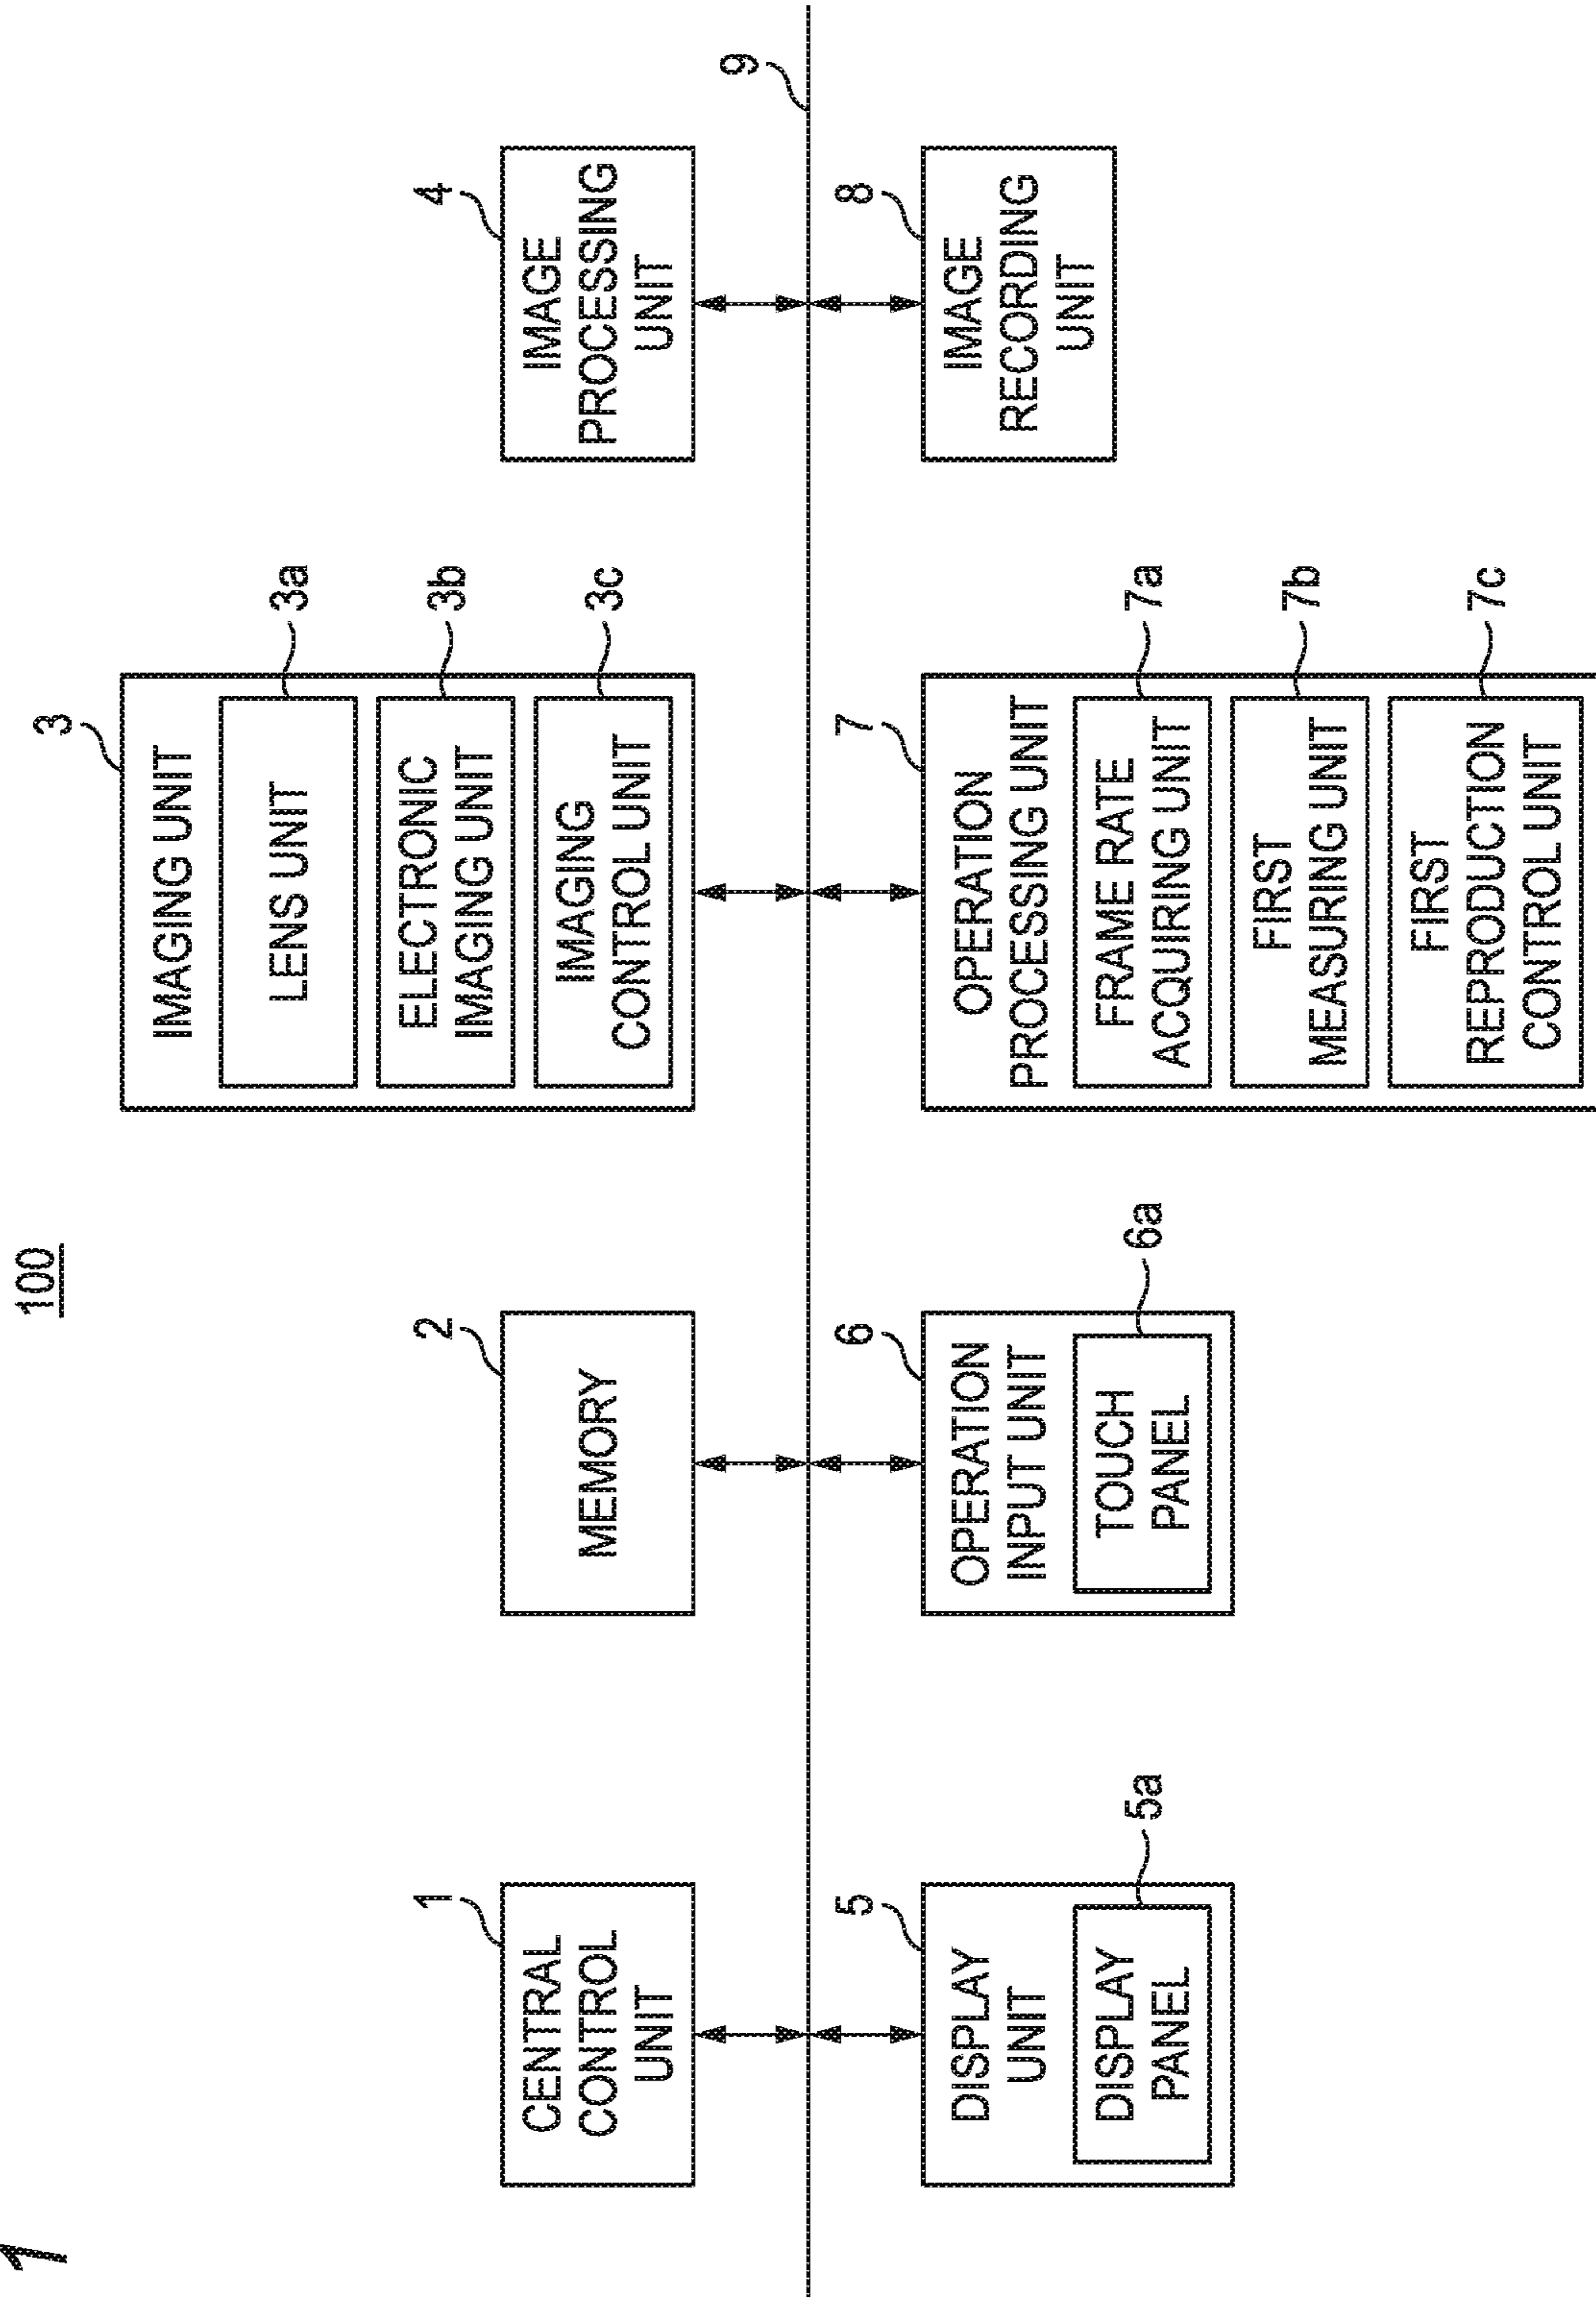 1
100
1
CENTRAL
CONTROL
UNIT
2
MEMORY
3
IMAGING UNIT
3a
LENS UNIT
3b
ELECTRONIC
IMAGING UNIT
3c
IMAGING
CONTROL UNIT
4
IMAGE
PROCESSING
UNIT
9
5
DISPLAY
UNIT
5a
DISPLAY
PANEL
6
OPERATION
INPUT UNIT
6a
TOUCH
PANEL
7
OPERATION
PROCESSING UNIT
7a
FRAME RATE
ACQUIRING UNIT
7b
FIRST
MEASURING UNIT
7c
FIRST
REPRODUCTION
CONTROL UNIT
8
IMAGE
RECORDING
UNIT